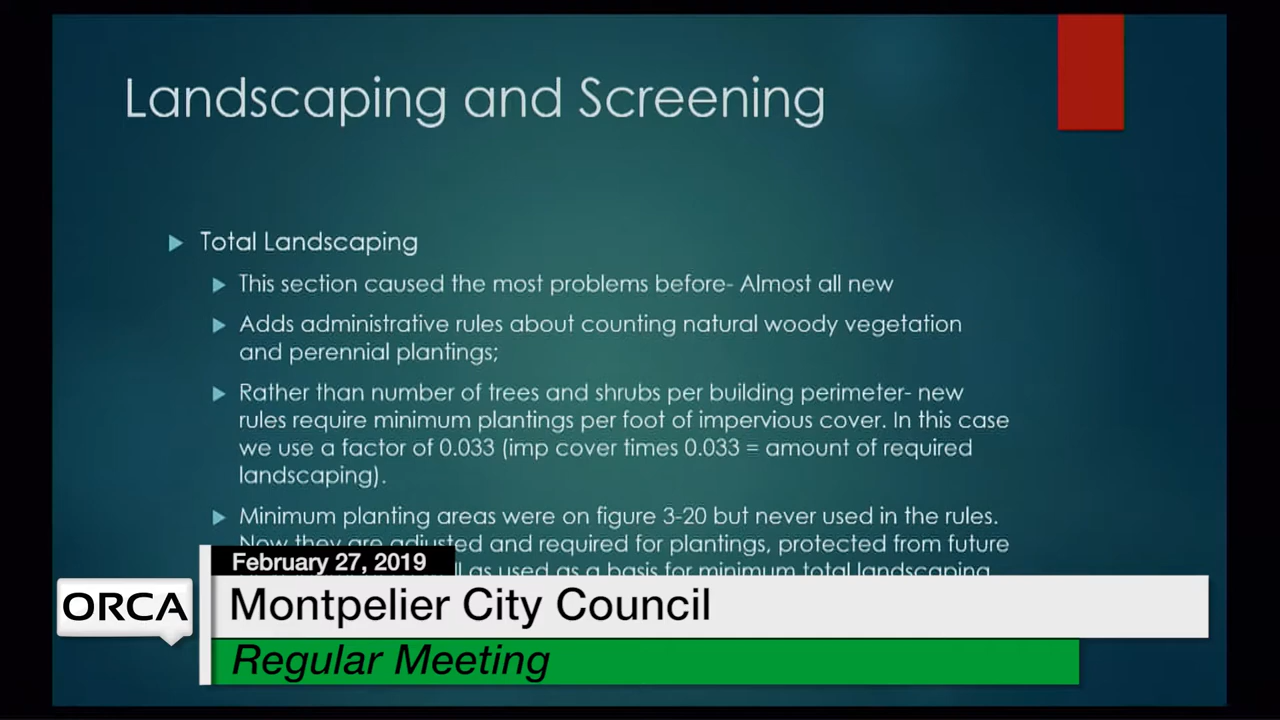 Landscaping and Screening
Total Landscaping
This section caused the most problems before- Almost all new
Adds administrative rules about counting natural woody vegetation
and perennial plantings;
Rather than number of trees and shrubs per building perimeter- new
rules require minimum plantings per foot of impervious cover. In this case
we use a factor of 0.033 (imp cover times 0.033 = amount of required
landscaping).
Minimum planting areas were on figure 3-20 but never used in the rules.
Now they are adjusted and required for plantings, protected from future
as used as a basis for minimum total landscaping
February 27, 2019
ORCA
Montpelier City Council
Regular Meeting